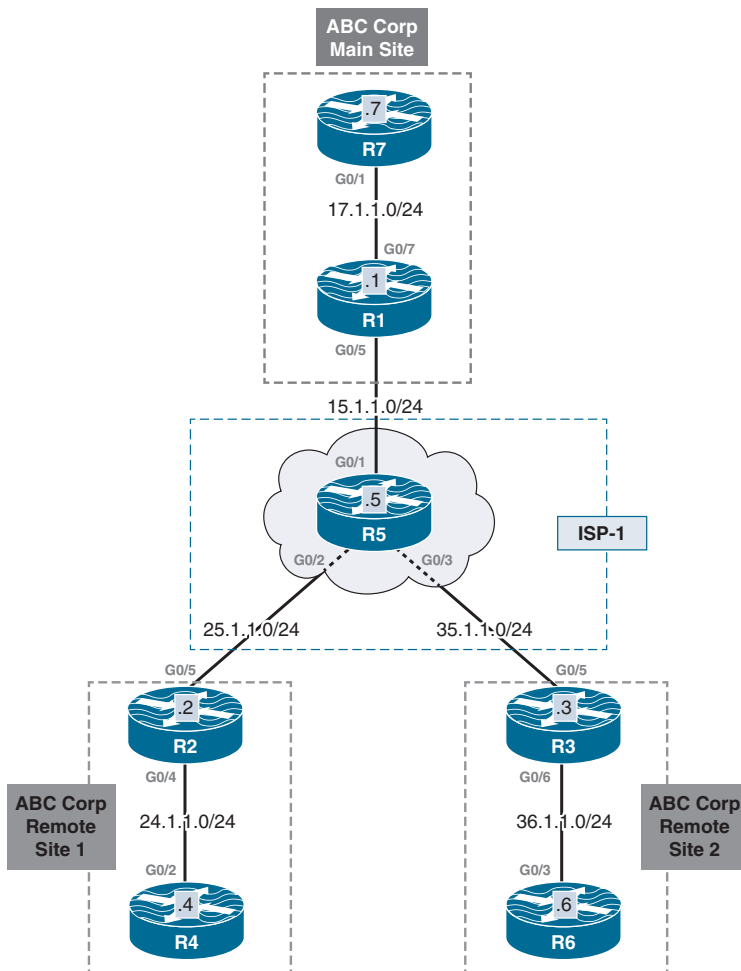 ABC Corp
Main Site
.7
R7
G0/1
17.1.1.0/24
G0/7
.1
R1
G0/5
15.1.1.0/24
G0/1
.5
R5
ISP-1
G0/2
G0/3
25.1.1.0/24
35.1.1.0/24
G0/5
G0/5
.2
R2
.3
R3
G0/4
G0/6
ABC Corp
Remote
Site 1
24.1.1.0/24
36.1.1.0/24
ABC Corp
Remote
Site 2
G0/2
G0/3
.4
R4
.6
R6